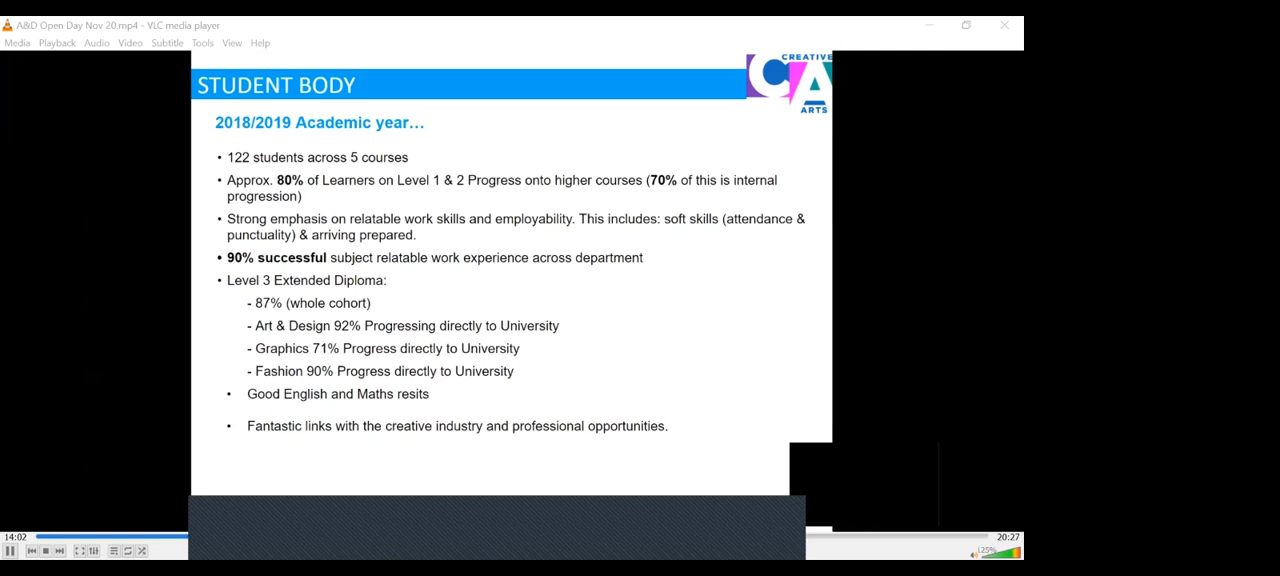 A&D Open Day Nov 20.mp4 - VLC media player
Media Playback Audio Video Subtitle Tools View Help
STUDENT BODY
CREATIVE
CA
ARTS
2018/2019 Academic year…
• 122 students across 5 courses
• Approx. 80% of Learners on Level 1 & 2 Progress onto higher courses (70% of this is internal
progression)
• Strong emphasis on relatable work skills and employability. This includes: soft skills (attendance &
punctuality) & arriving prepared.
• 90% successful subject relatable work experience across department
• Level 3 Extended Diploma:
- 87% (whole cohort)
- Art & Design 92% Progressing directly to University
- Graphics 71% Progress directly to University
- Fashion 90% Progress directly to University
• Good English and Maths resits
• Fantastic links with the creative industry and professional opportunities.
14:02
20:27
125%